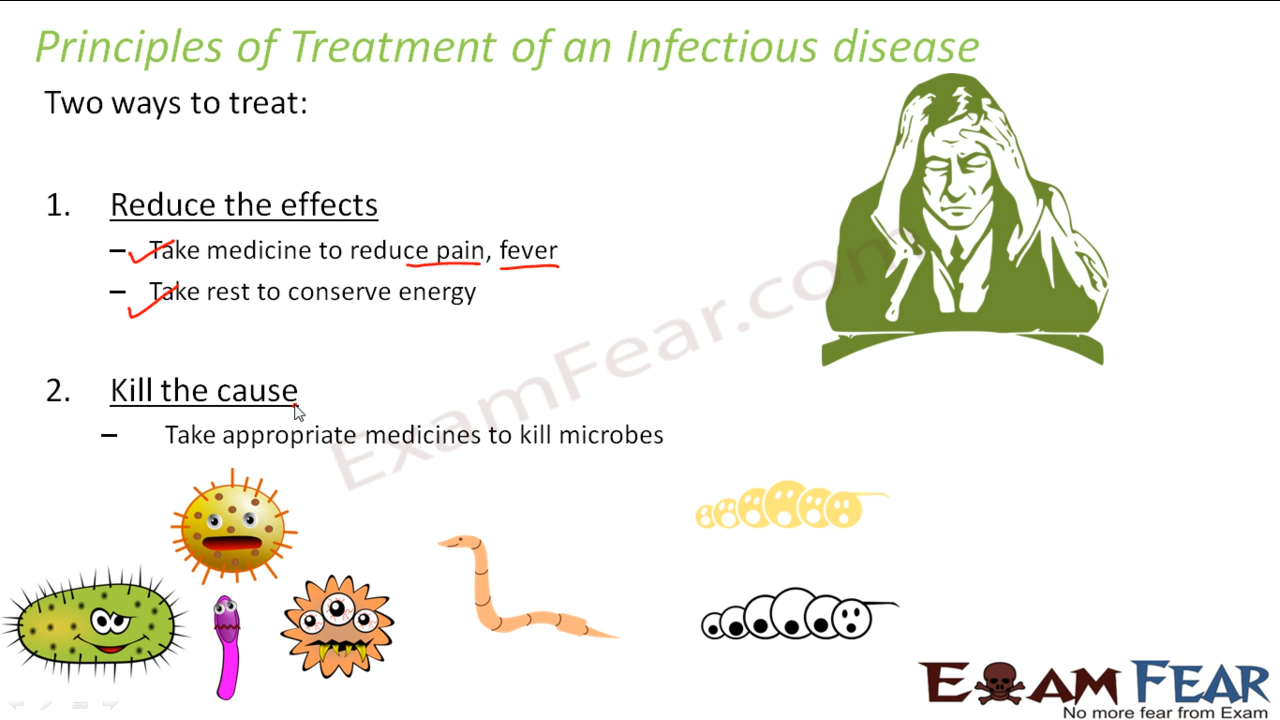 Principles of Treatment of an Infectious disease
Two ways to treat:
1. Reduce the effects
– Take medicine to reduce pain, fever
– Take rest to conserve energy
2. Kill the cause
– Take appropriate medicines to kill microbes
ExamFear.com
EXAM FEAR
No more fear from Exam